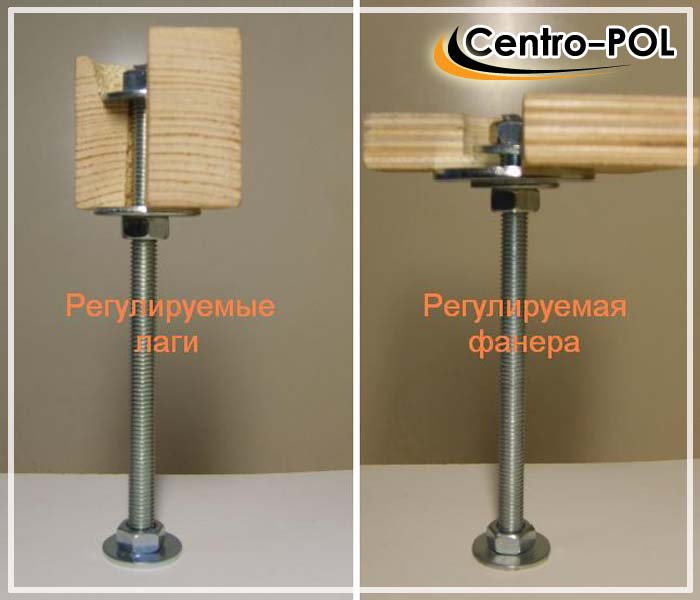 Centro-POL
Регулируемые
лаги
Регулируемая
фанера